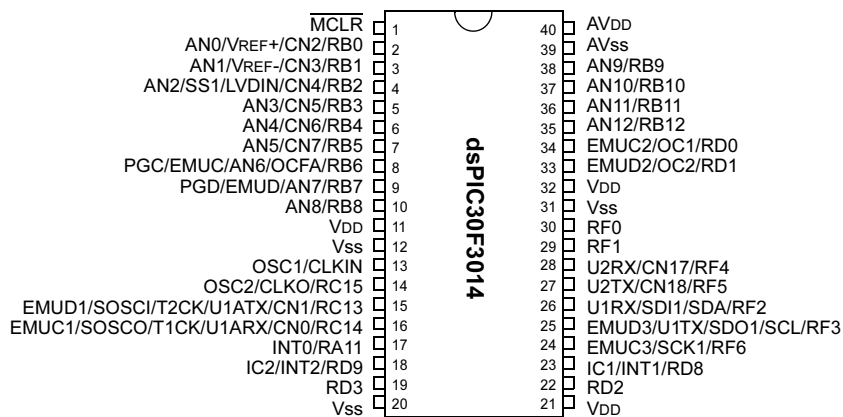 MCLR 1 40 AVDD
AN0/VREF+/CN2/RB0 2 39 AVss
AN1/VREF-/CN3/RB1 3 38 AN9/RB9
AN2/SS1/LVDIN/CN4/RB2 4 37 AN10/RB10
AN3/CN5/RB3 5 36 AN11/RB11
AN4/CN6/RB4 6 35 AN12/RB12
AN5/CN7/RB5 7 34 EMUC2/OC1/RD0
PGC/EMUC/AN6/OCFA/RB6 8 33 EMUD2/OC2/RD1
PGD/EMUD/AN7/RB7 9 32 VDD
AN8/RB8 10 31 Vss
VDD 11 30 RF0
Vss 12 29 RF1
OSC1/CLKIN 13 28 U2RX/CN17/RF4
OSC2/CLKO/RC15 14 27 U2TX/CN18/RF5
EMUD1/SOSCI/T2CK/U1ATX/CN1/RC13 15 26 U1RX/SDI1/SDA/RF2
EMUC1/SOSCO/T1CK/U1ARX/CN0/RC14 16 25 EMUD3/U1TX/SDO1/SCL/RF3
INT0/RA11 17 24 EMUC3/SCK1/RF6
IC2/INT2/RD9 18 23 IC1/INT1/RD8
RD3 19 22 RD2
Vss 20 21 VDD
dsPIC30F3014